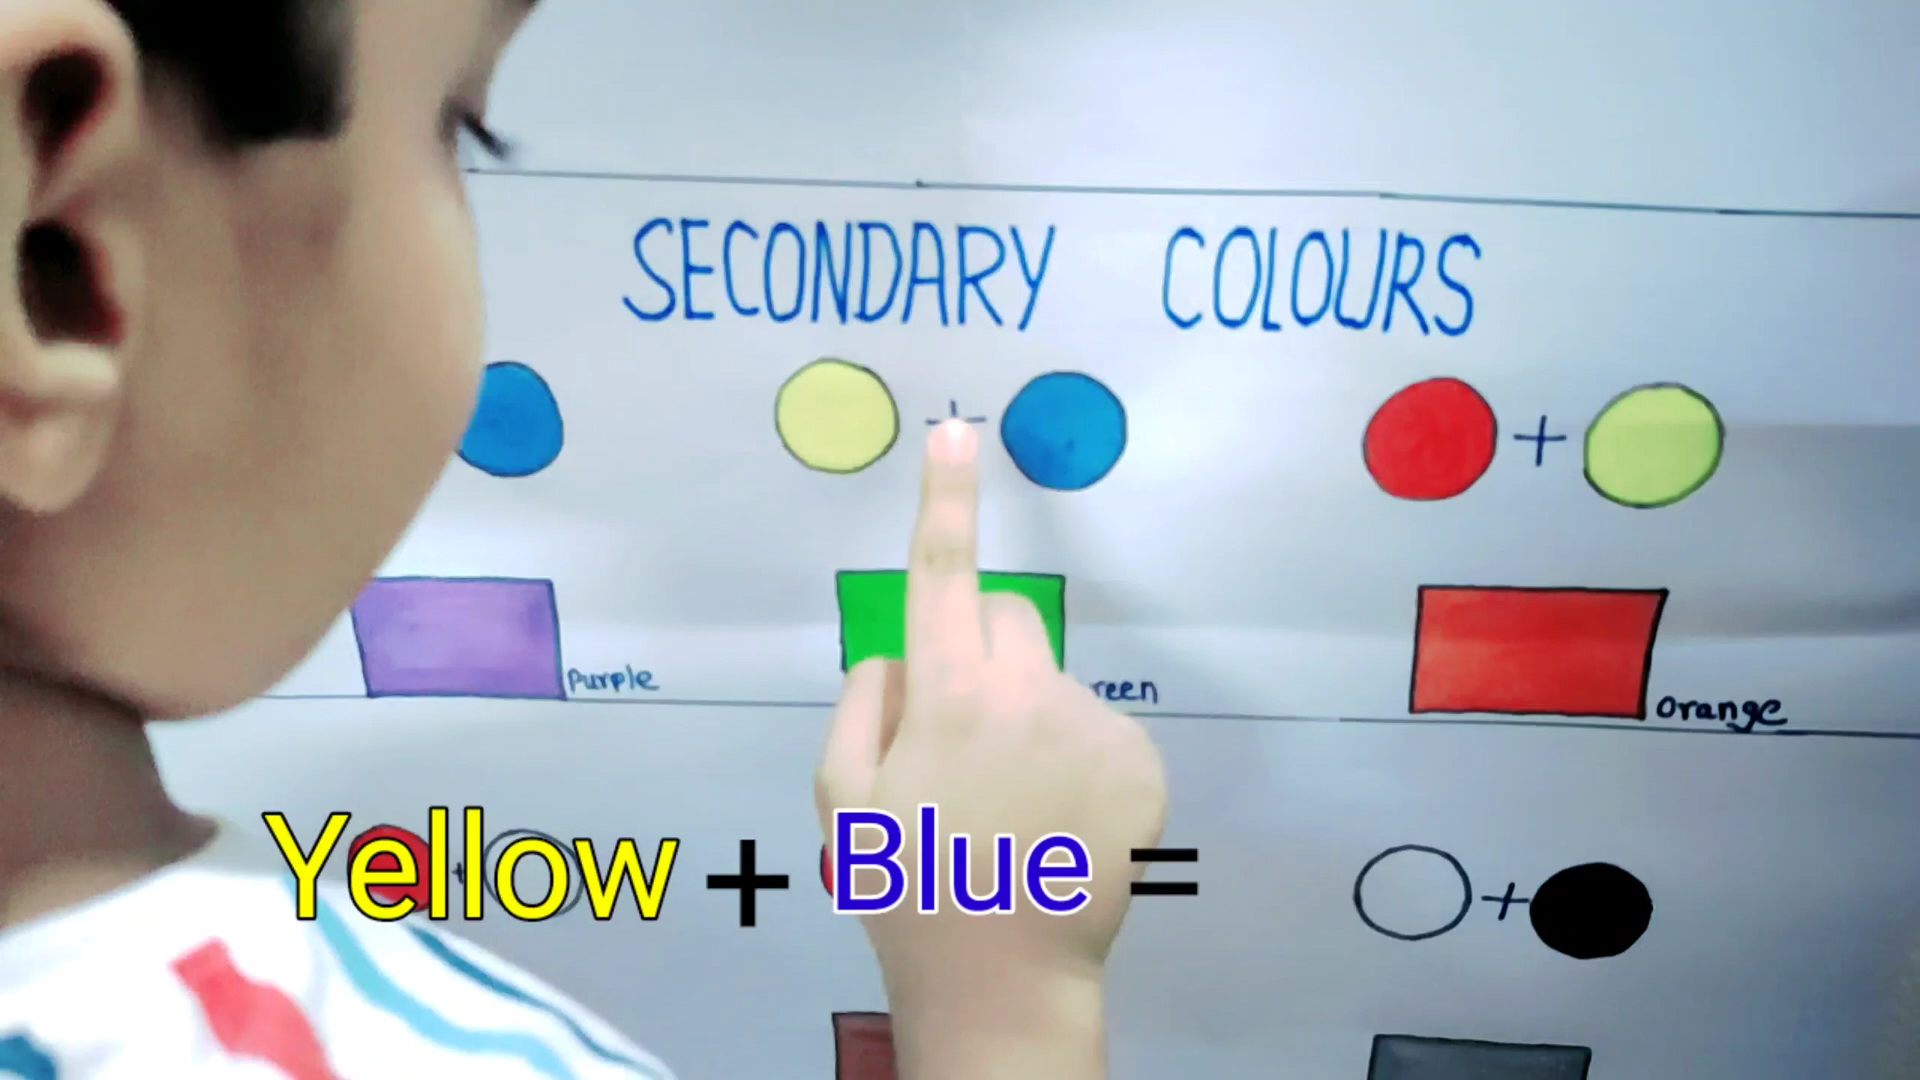 SECONDARY COLOURS
+ +
purple reen orange
Yellow + Blue =
+